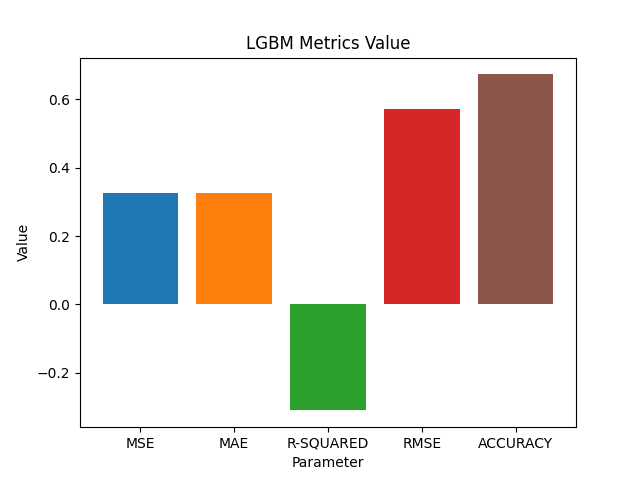 LGBM Metrics Value
0.6
0.4
0.2
0.0
−0.2
Value
MSE MAE R-SQUARED RMSE ACCURACY
Parameter